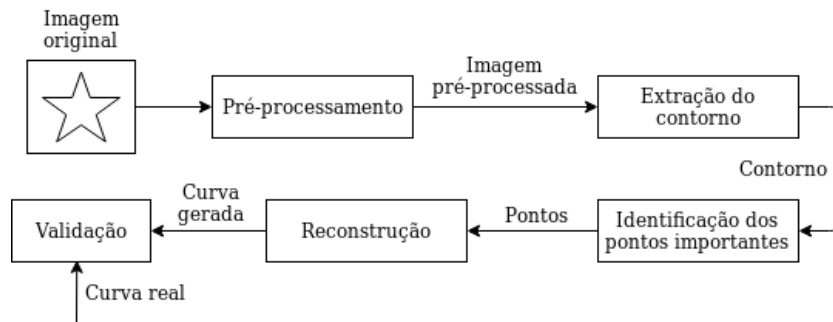 Imagem
original
Pré-processamento
Imagem
pré-processada
Extração do
contorno
Contorno
Identificação dos
pontos importantes
Pontos
Reconstrução
Curva
gerada
Validação
Curva real